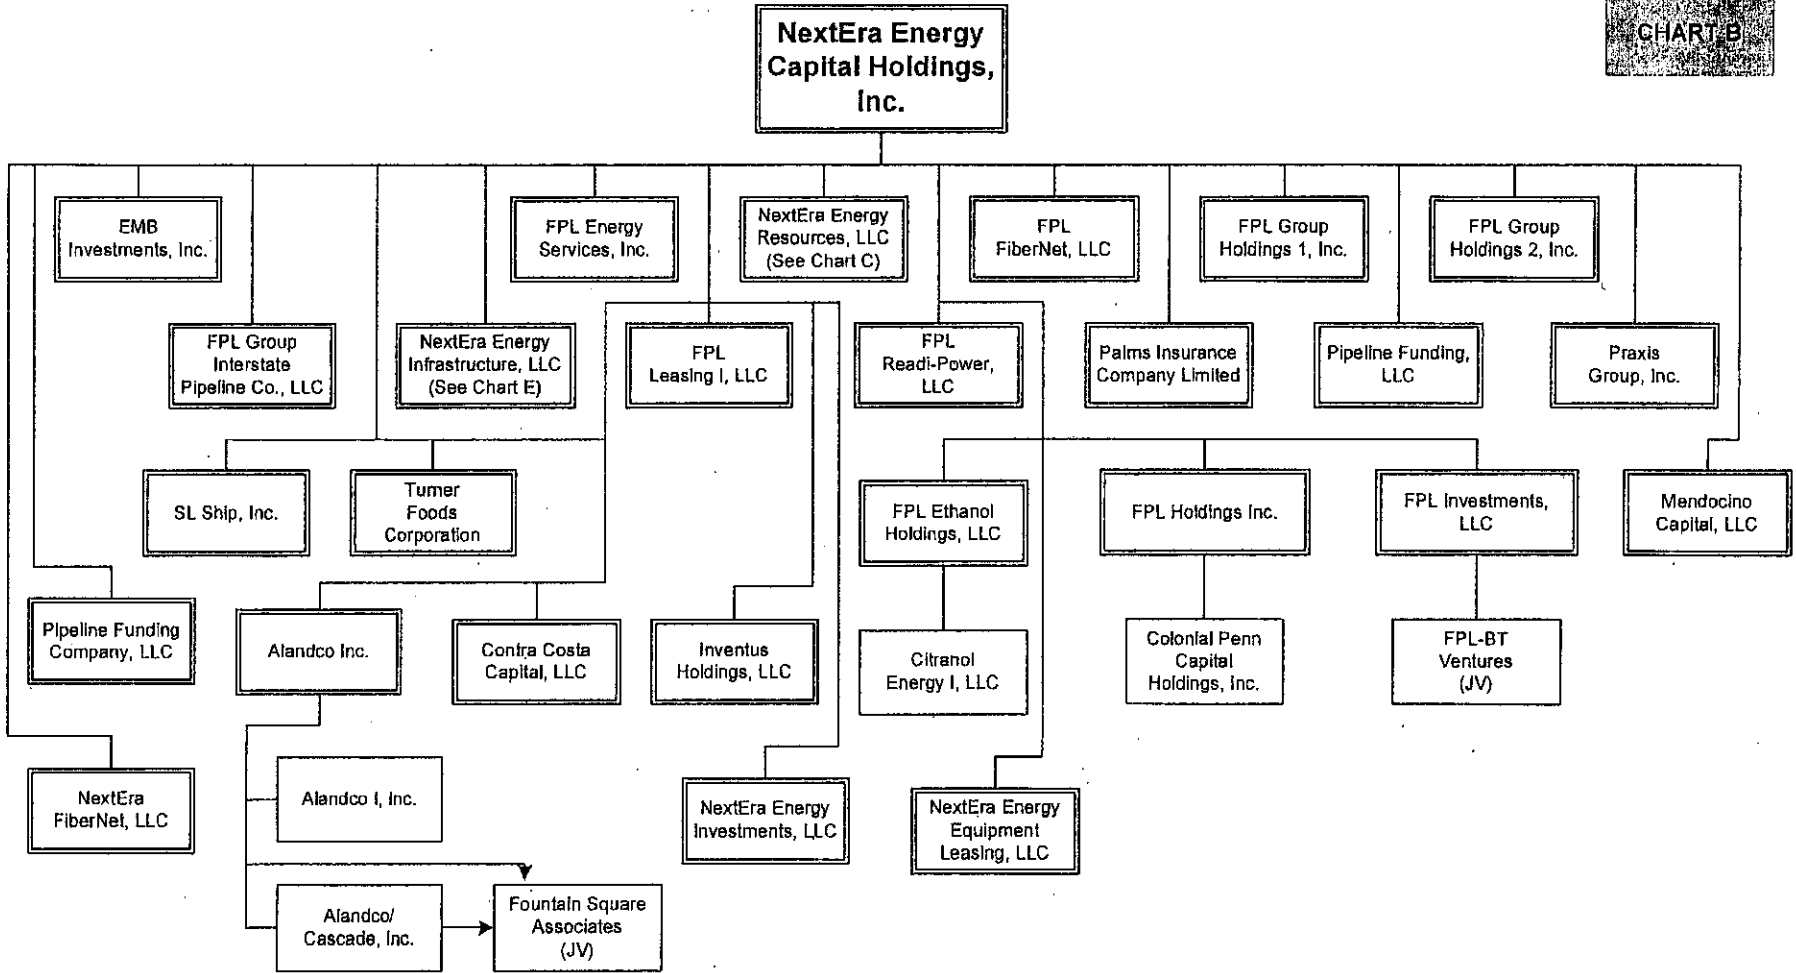 CHART B
NextEra Energy
Capital Holdings,
Inc.
EMB
Investments, Inc.
FPL Energy
Services, Inc.
NextEra Energy
Resources, LLC
(See Chart C)
FPL
FiberNet, LLC
FPL Group
Holdings 1, Inc.
FPL Group
Holdings 2, Inc.
FPL Group
Interstate
Pipeline Co., LLC
NextEra Energy
Infrastructure, LLC
(See Chart E)
FPL
Leasing I, LLC
FPL
Readi-Power,
LLC
Palms Insurance
Company Limited
Pipeline Funding,
LLC
Praxis
Group, Inc.
SL Ship, Inc.
Turner
Foods
Corporation
FPL Ethanol
Holdings, LLC
FPL Holdings Inc.
FPL Investments,
LLC
Mendocino
Capital, LLC
Pipeline Funding
Company, LLC
Alandco Inc.
Contra Costa
Capital, LLC
Inventus
Holdings, LLC
Citranol
Energy I, LLC
Colonial Penn
Capital
Holdings, Inc.
FPL-BT
Ventures
(JV)
NextEra
FiberNet, LLC
Alandco I, Inc.
NextEra Energy
Investments, LLC
NextEra Energy
Equipment
Leasing, LLC
Alandco/
Cascade, Inc.
Fountain Square
Associates
(JV)